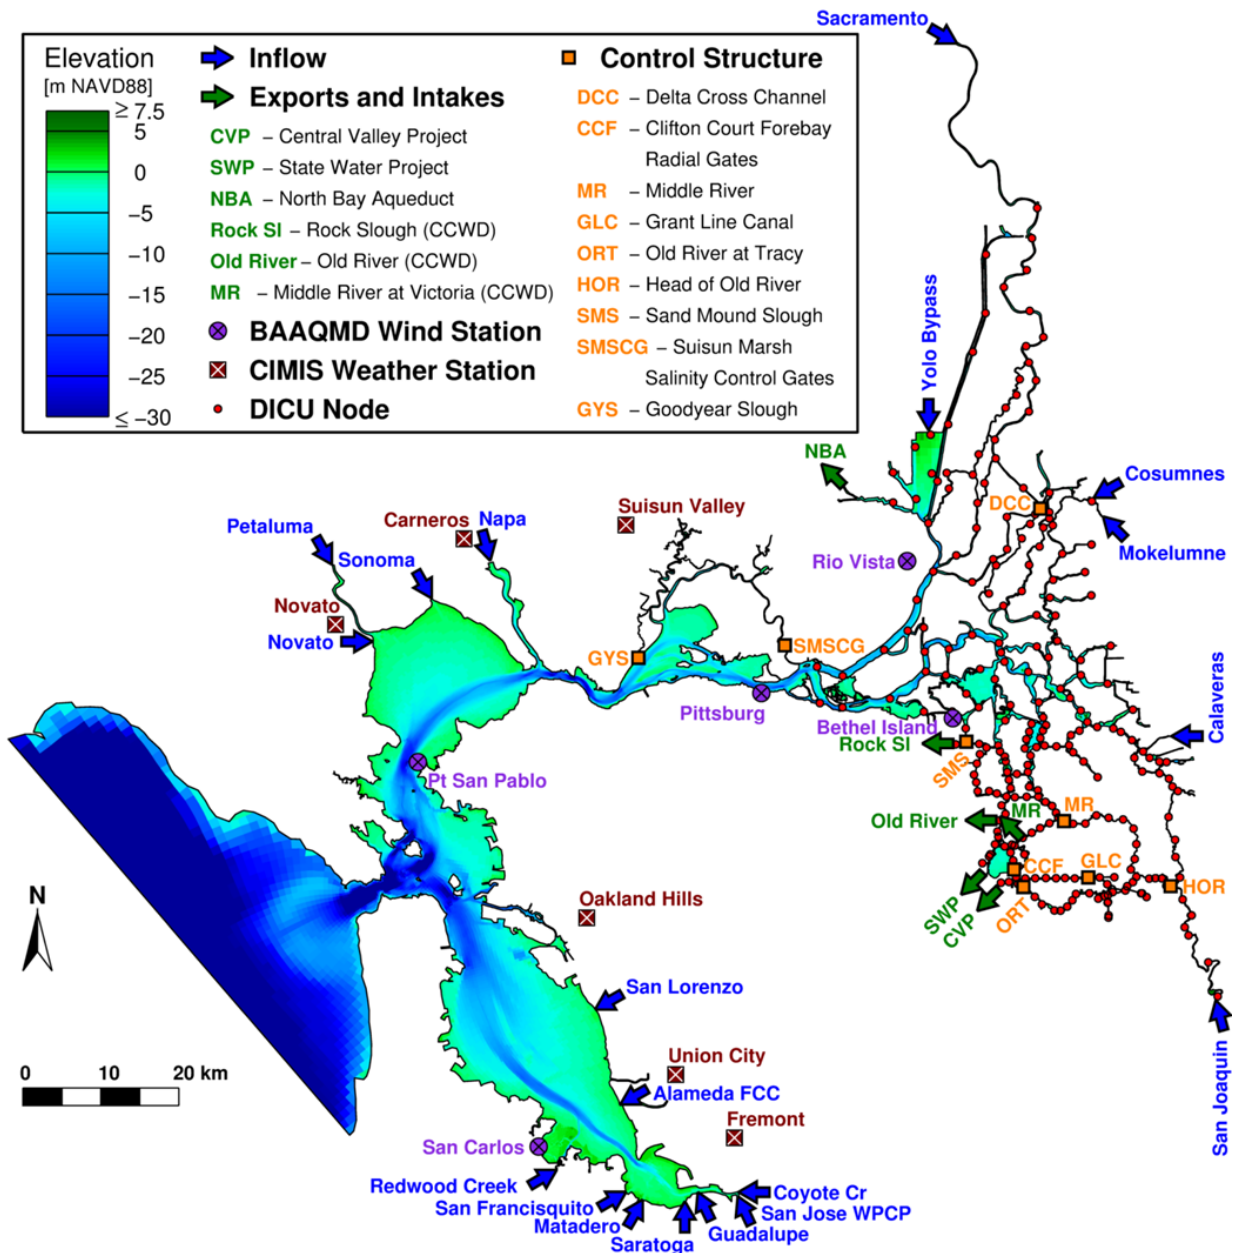 Sacramento
Elevation
[m NAVD88]
≥ 7.5
5
0
−5
−10
−15
−20
−25
≤ −30
Inflow
Exports and Intakes
CVP – Central Valley Project
SWP – State Water Project
NBA – North Bay Aqueduct
Rock Sl – Rock Slough (CCWD)
Old River – Old River (CCWD)
MR – Middle River at Victoria (CCWD)
BAAQMD Wind Station
CIMIS Weather Station
DICU Node
Control Structure
DCC – Delta Cross Channel
CCF – Clifton Court Forebay
Radial Gates
MR – Middle River
GLC – Grant Line Canal
ORT – Old River at Tracy
HOR – Head of Old River
SMS – Sand Mound Slough
SMSCG – Suisun Marsh
Salinity Control Gates
GYS – Goodyear Slough
Yolo Bypass
NBA
Cosumnes
DCC
Mokelumne
Suisun Valley
Carneros
Napa
Petaluma
Sonoma
Rio Vista
Novato
Novato
GYS
SMSCG
Pittsburg
Bethel Island
Calaveras
Rock Sl
SMS
Pt San Pablo
Old River
MR
MR
CCF
GLC
HOR
SWP
CVP
ORT
N
Oakland Hills
San Lorenzo
0 10 20 km
Union City
Alameda FCC
Fremont
San Joaquin
San Carlos
Redwood Creek
San Francisquito
Matadero
Saratoga
Guadalupe
San Jose WPCP
Coyote Cr